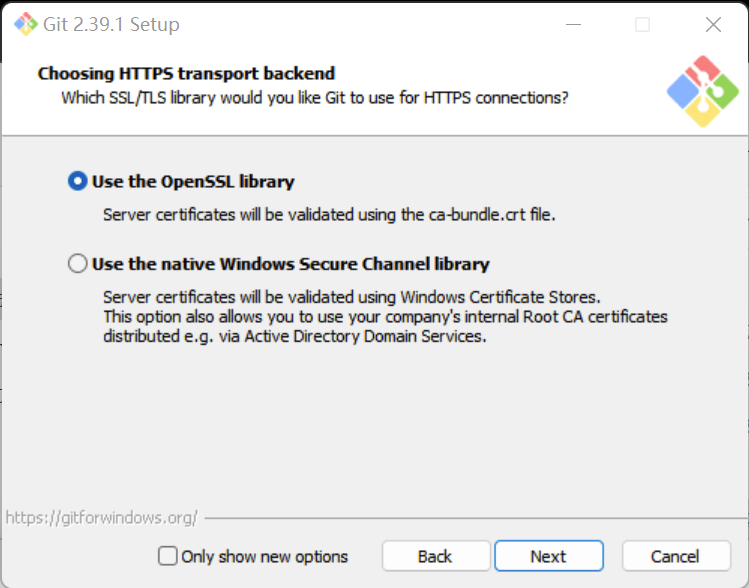 Git 2.39.1 Setup
Choosing HTTPS transport backend
Which SSL/TLS library would you like Git to use for HTTPS connections?
Use the OpenSSL library
Server certificates will be validated using the ca-bundle.crt file.
Use the native Windows Secure Channel library
Server certificates will be validated using Windows Certificate Stores.
This option also allows you to use your company's internal Root CA certificates
distributed e.g. via Active Directory Domain Services.
https://gitforwindows.org/
Only show new options
Back
Next
Cancel